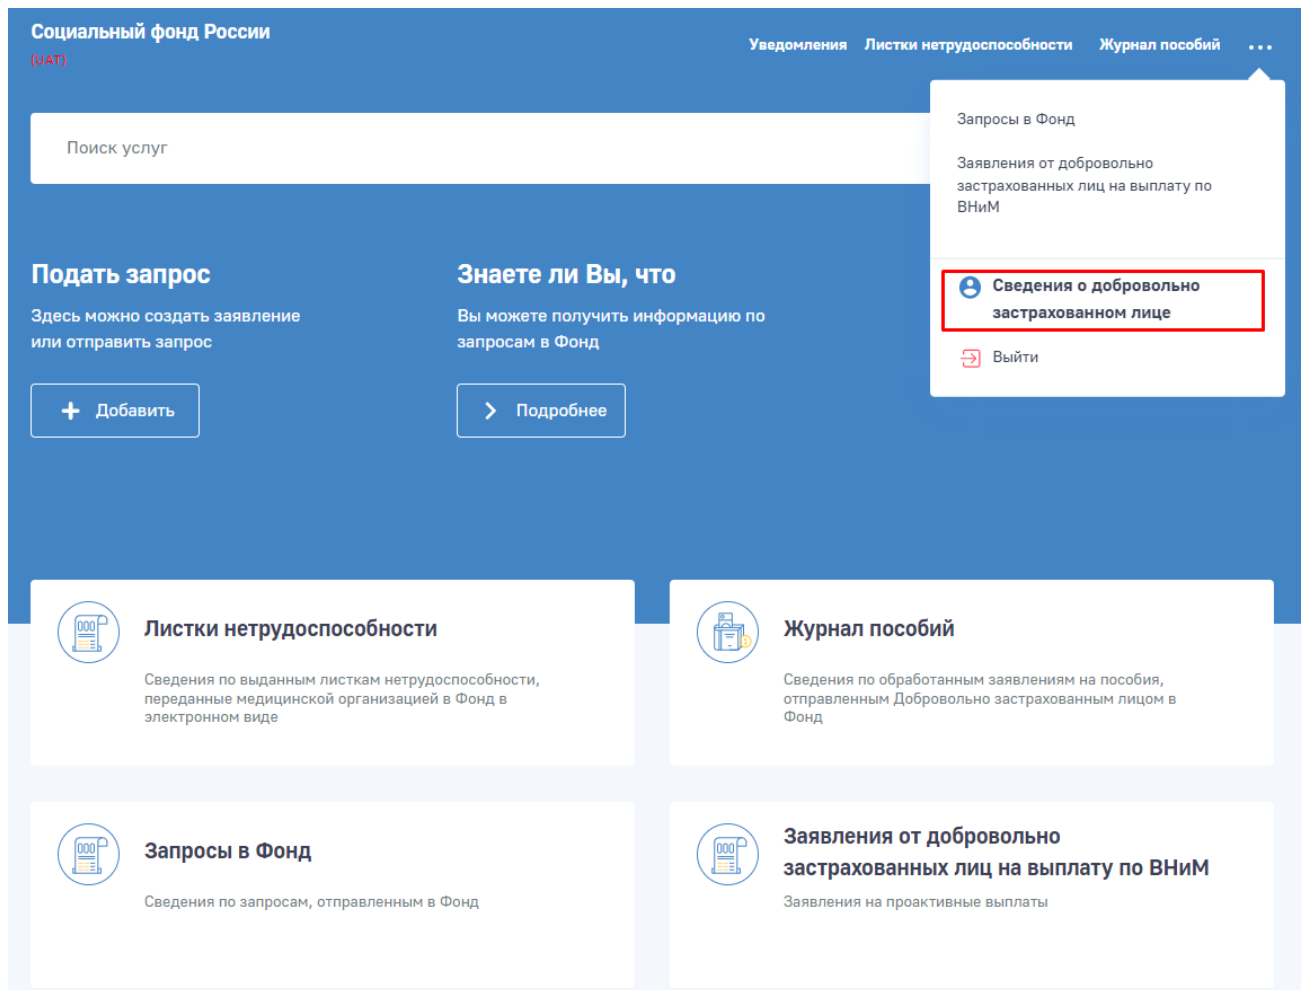 Социальный фонд России
(UAT)
Уведомления Листки нетрудоспособности Журнал пособий ...
Запросы в Фонд
Заявления от добровольно
застрахованных лиц на выплату по
ВНиМ
Сведения о добровольно
застрахованном лице
Выйти
Поиск услуг
Подать запрос
Здесь можно создать заявление
или отправить запрос
Добавить
Знаете ли Вы, что
Вы можете получить информацию по
запросам в Фонд
Подробнее
Листки нетрудоспособности
Сведения по выданным листкам нетрудоспособности,
переданные медицинской организацией в Фонд в
электронном виде
Журнал пособий
Сведения по обработанным заявлениям на пособия,
отправленным Добровольно застрахованным лицом в
Фонд
Запросы в Фонд
Сведения по запросам, отправленным в Фонд
Заявления от добровольно
застрахованных лиц на выплату по ВНиМ
Заявления на проактивные выплаты